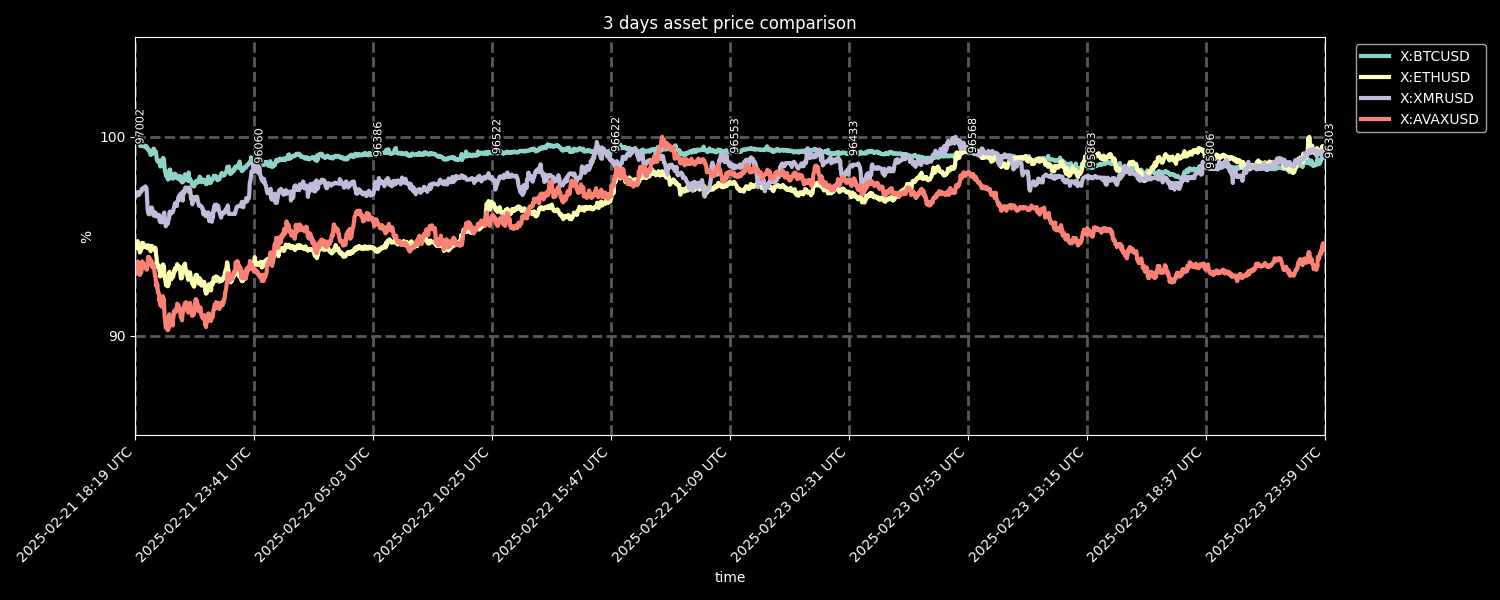 3 days asset price comparison
X:BTCUSD
X:ETHUSD
X:XMRUSD
X:AVAXUSD
100
90
%
97002
96060
96386
96522
96622
96553
96433
96568
95863
95806
96303
2025-02-21 18:19 UTC
2025-02-21 23:41 UTC
2025-02-22 05:03 UTC
2025-02-22 10:25 UTC
2025-02-22 15:47 UTC
2025-02-22 21:09 UTC
2025-02-23 02:31 UTC
2025-02-23 07:53 UTC
2025-02-23 13:15 UTC
2025-02-23 18:37 UTC
2025-02-23 23:59 UTC
time